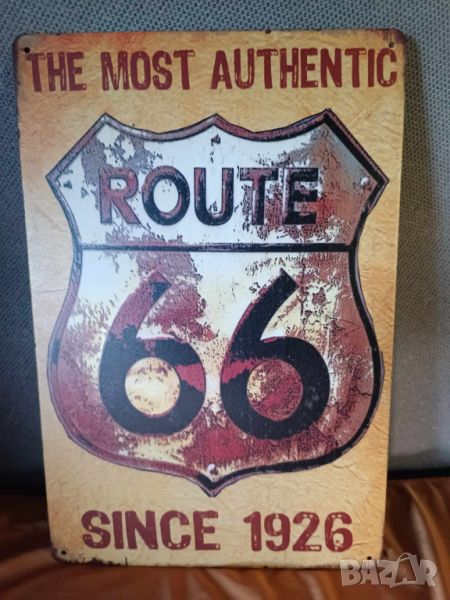 THE MOST AUTHENTIC
ROUTE
66
SINCE 1926
BAZAR